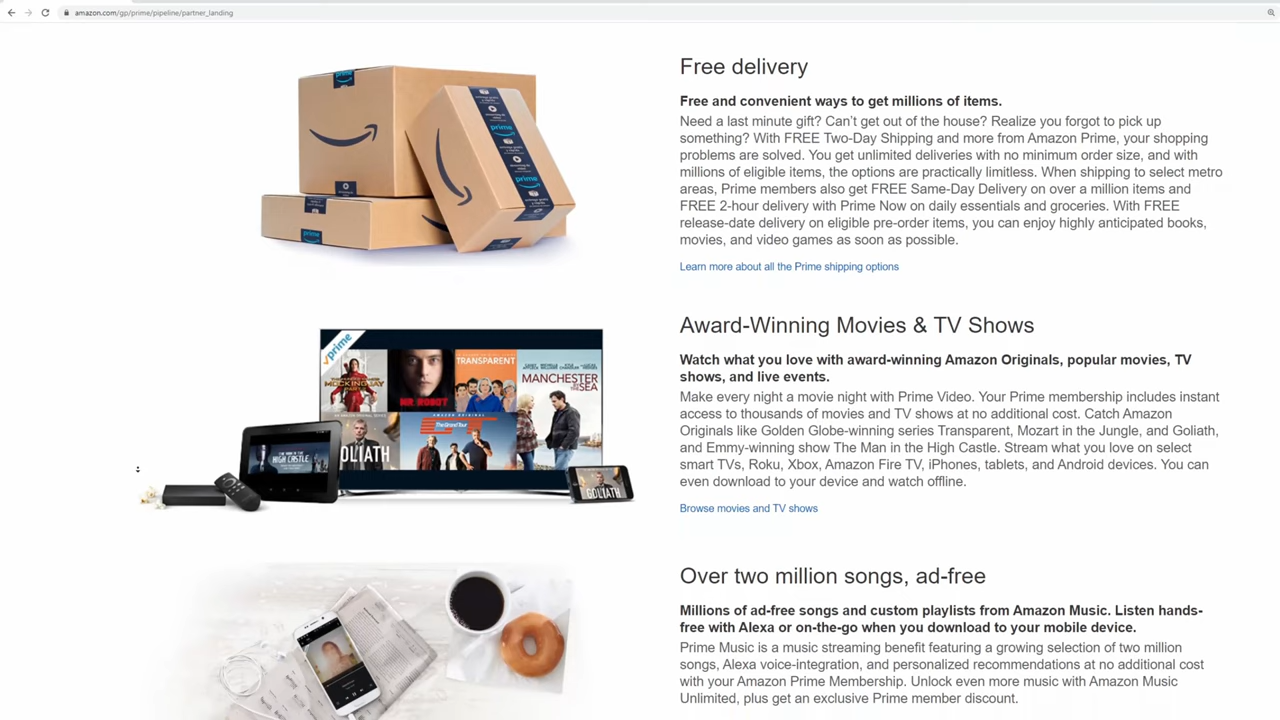 amazon.com/gp/prime/pipeline/partner_landing
prime
prime
prime
prime
Free delivery
Free and convenient ways to get millions of items.
Need a last minute gift? Can't get out of the house? Realize you forgot to pick up
something? With FREE Two-Day Shipping and more from Amazon Prime, your shopping
problems are solved. You get unlimited deliveries with no minimum order size, and with
millions of eligible items, the options are practically limitless. When shipping to select metro
areas, Prime members also get FREE Same-Day Delivery on over a million items and
FREE 2-hour delivery with Prime Now on daily essentials and groceries. With FREE
release-date delivery on eligible pre-order items, you can enjoy highly anticipated books,
movies, and video games as soon as possible.
Learn more about all the Prime shipping options
prime
MOCKINGJAY
MR. ROBOT
TRANSPARENT
MANCHESTER
BY THE SEA
GOLIATH
The Grand Tour
THE MAN IN THE
HIGH CASTLE
GOLIATH
Award-Winning Movies & TV Shows
Watch what you love with award-winning Amazon Originals, popular movies, TV
shows, and live events.
Make every night a movie night with Prime Video. Your Prime membership includes instant
access to thousands of movies and TV shows at no additional cost. Catch Amazon
Originals like Golden Globe-winning series Transparent, Mozart in the Jungle, and Goliath,
and Emmy-winning show The Man in the High Castle. Stream what you love on select
smart TVs, Roku, Xbox, Amazon Fire TV, iPhones, tablets, and Android devices. You can
even download to your device and watch offline.
Browse movies and TV shows
Over two million songs, ad-free
Millions of ad-free songs and custom playlists from Amazon Music. Listen hands-
free with Alexa or on-the-go when you download to your mobile device.
Prime Music is a music streaming benefit featuring a growing selection of two million
songs, Alexa voice-integration, and personalized recommendations at no additional cost
with your Amazon Prime Membership. Unlock even more music with Amazon Music
Unlimited, plus get an exclusive Prime member discount.